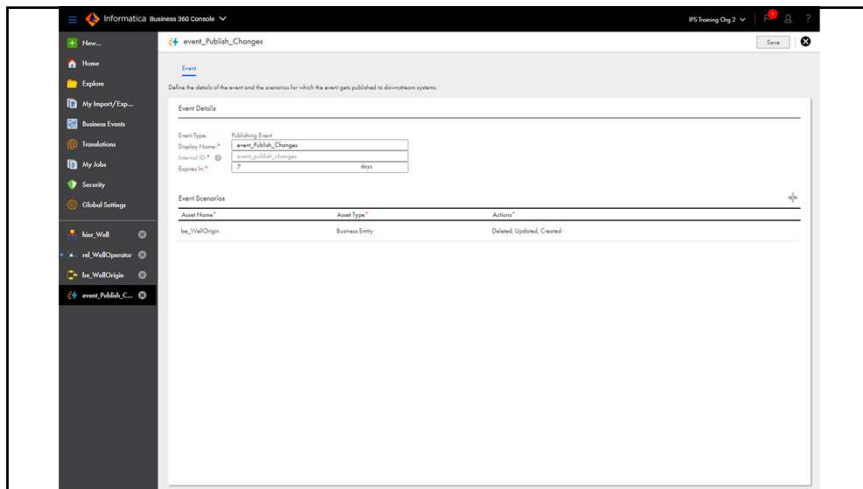 Informatica Business 360 Console
IPS Training Org 2
New...
Home
Explore
My Import/Exp...
Business Events
Translations
My Jobs
Security
Global Settings
hier_Well
rel_WellOperator
be_WellOrigin
event_Publish_C...
event_Publish_Changes
Save
Event
Define the details of the event and the scenarios for which the event gets published to downstream systems.
Event Details
Event Type: Publishing Event
Display Name:* event_Publish_Changes
Internal ID:* event_publish_changes
Expires In:* 7 days
Event Scenarios
Asset Name* Asset Type* Actions*
be_WellOrigin Business Entity Deleted, Updated, Created